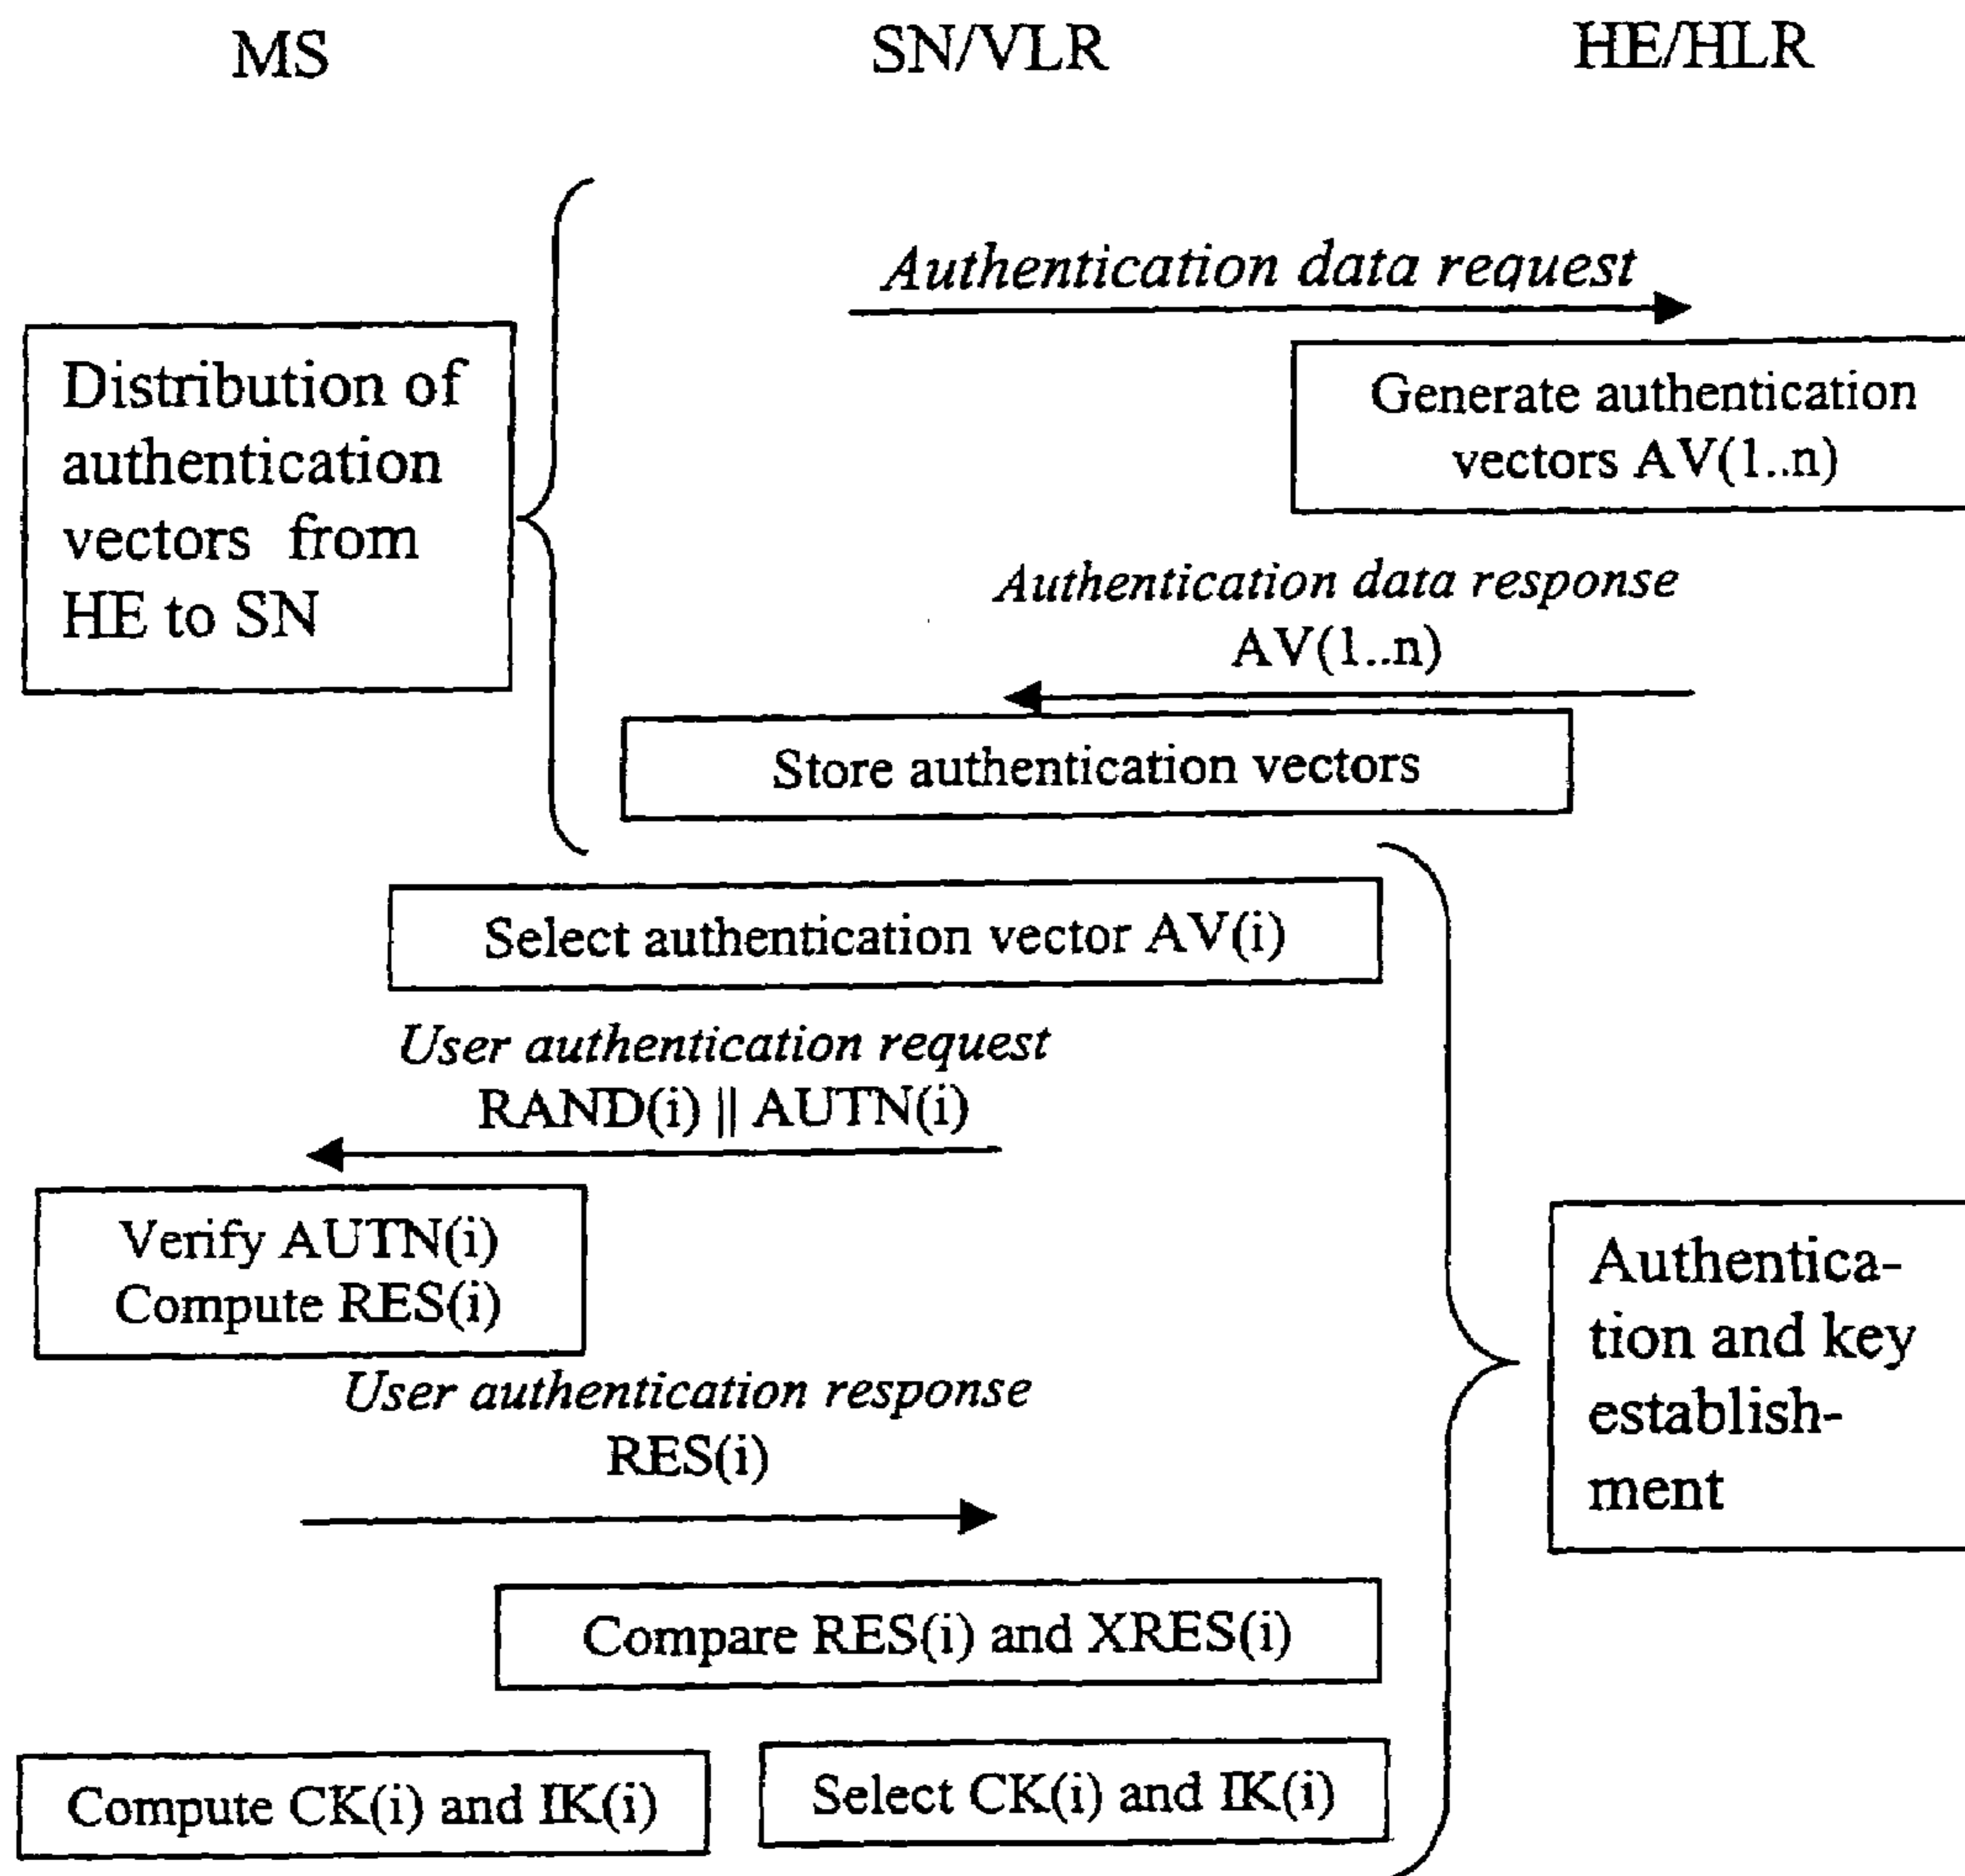 MS SN/VLR HE/HLR
Authentication data request
Distribution of
authentication
vectors from
HE to SN
Generate authentication
vectors AV(1..n)
Authentication data response
AV(1..n)
Store authentication vectors
Select authentication vector AV(i)
User authentication request
RAND(i) || AUTN(i)
Verify AUTN(i)
Compute RES(i)
Authentica-
tion and key
establish-
ment
User authentication response
RES(i)
Compare RES(i) and XRES(i)
Compute CK(i) and IK(i)
Select CK(i) and IK(i)